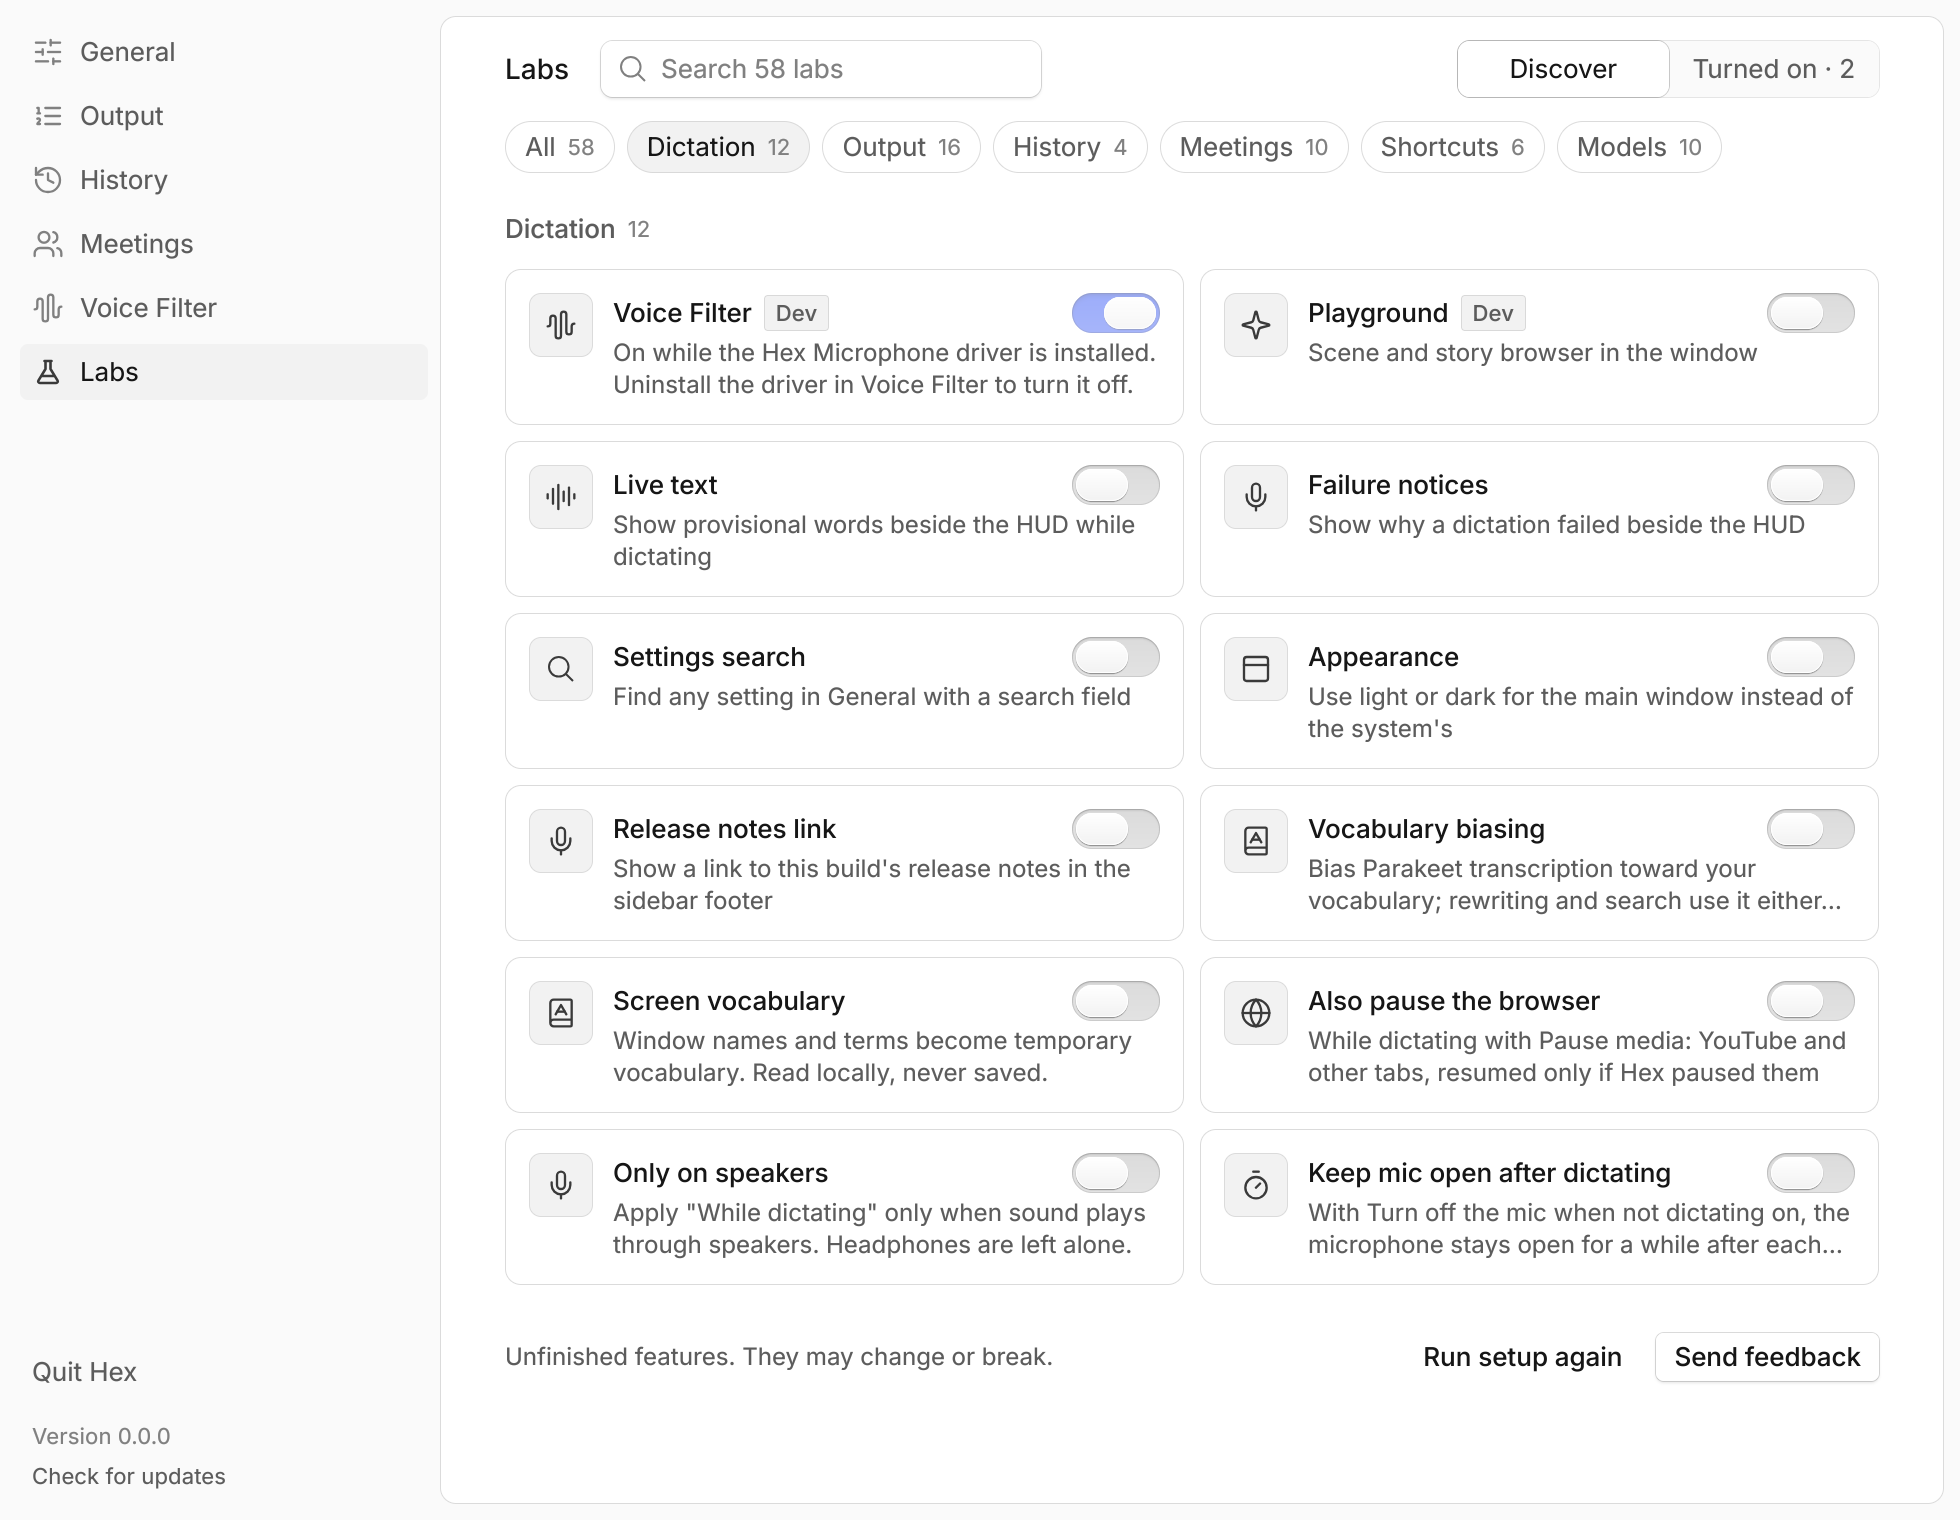 General
Output
History
Meetings
Voice Filter
Labs
Quit Hex
Version 0.0.0
Check for updates
Labs
Search 58 labs
Discover
Turned on · 2
All 58
Dictation 12
Output 16
History 4
Meetings 10
Shortcuts 6
Models 10
Dictation 12
Voice Filter Dev
On while the Hex Microphone driver is installed.
Uninstall the driver in Voice Filter to turn it off.
Playground Dev
Scene and story browser in the window
Live text
Show provisional words beside the HUD while
dictating
Failure notices
Show why a dictation failed beside the HUD
Settings search
Find any setting in General with a search field
Appearance
Use light or dark for the main window instead of
the system's
Release notes link
Show a link to this build's release notes in the
sidebar footer
Vocabulary biasing
Bias Parakeet transcription toward your
vocabulary; rewriting and search use it either...
Screen vocabulary
Window names and terms become temporary
vocabulary. Read locally, never saved.
Also pause the browser
While dictating with Pause media: YouTube and
other tabs, resumed only if Hex paused them
Only on speakers
Apply "While dictating" only when sound plays
through speakers. Headphones are left alone.
Keep mic open after dictating
With Turn off the mic when not dictating on, the
microphone stays open for a while after each...
Unfinished features. They may change or break.
Run setup again
Send feedback